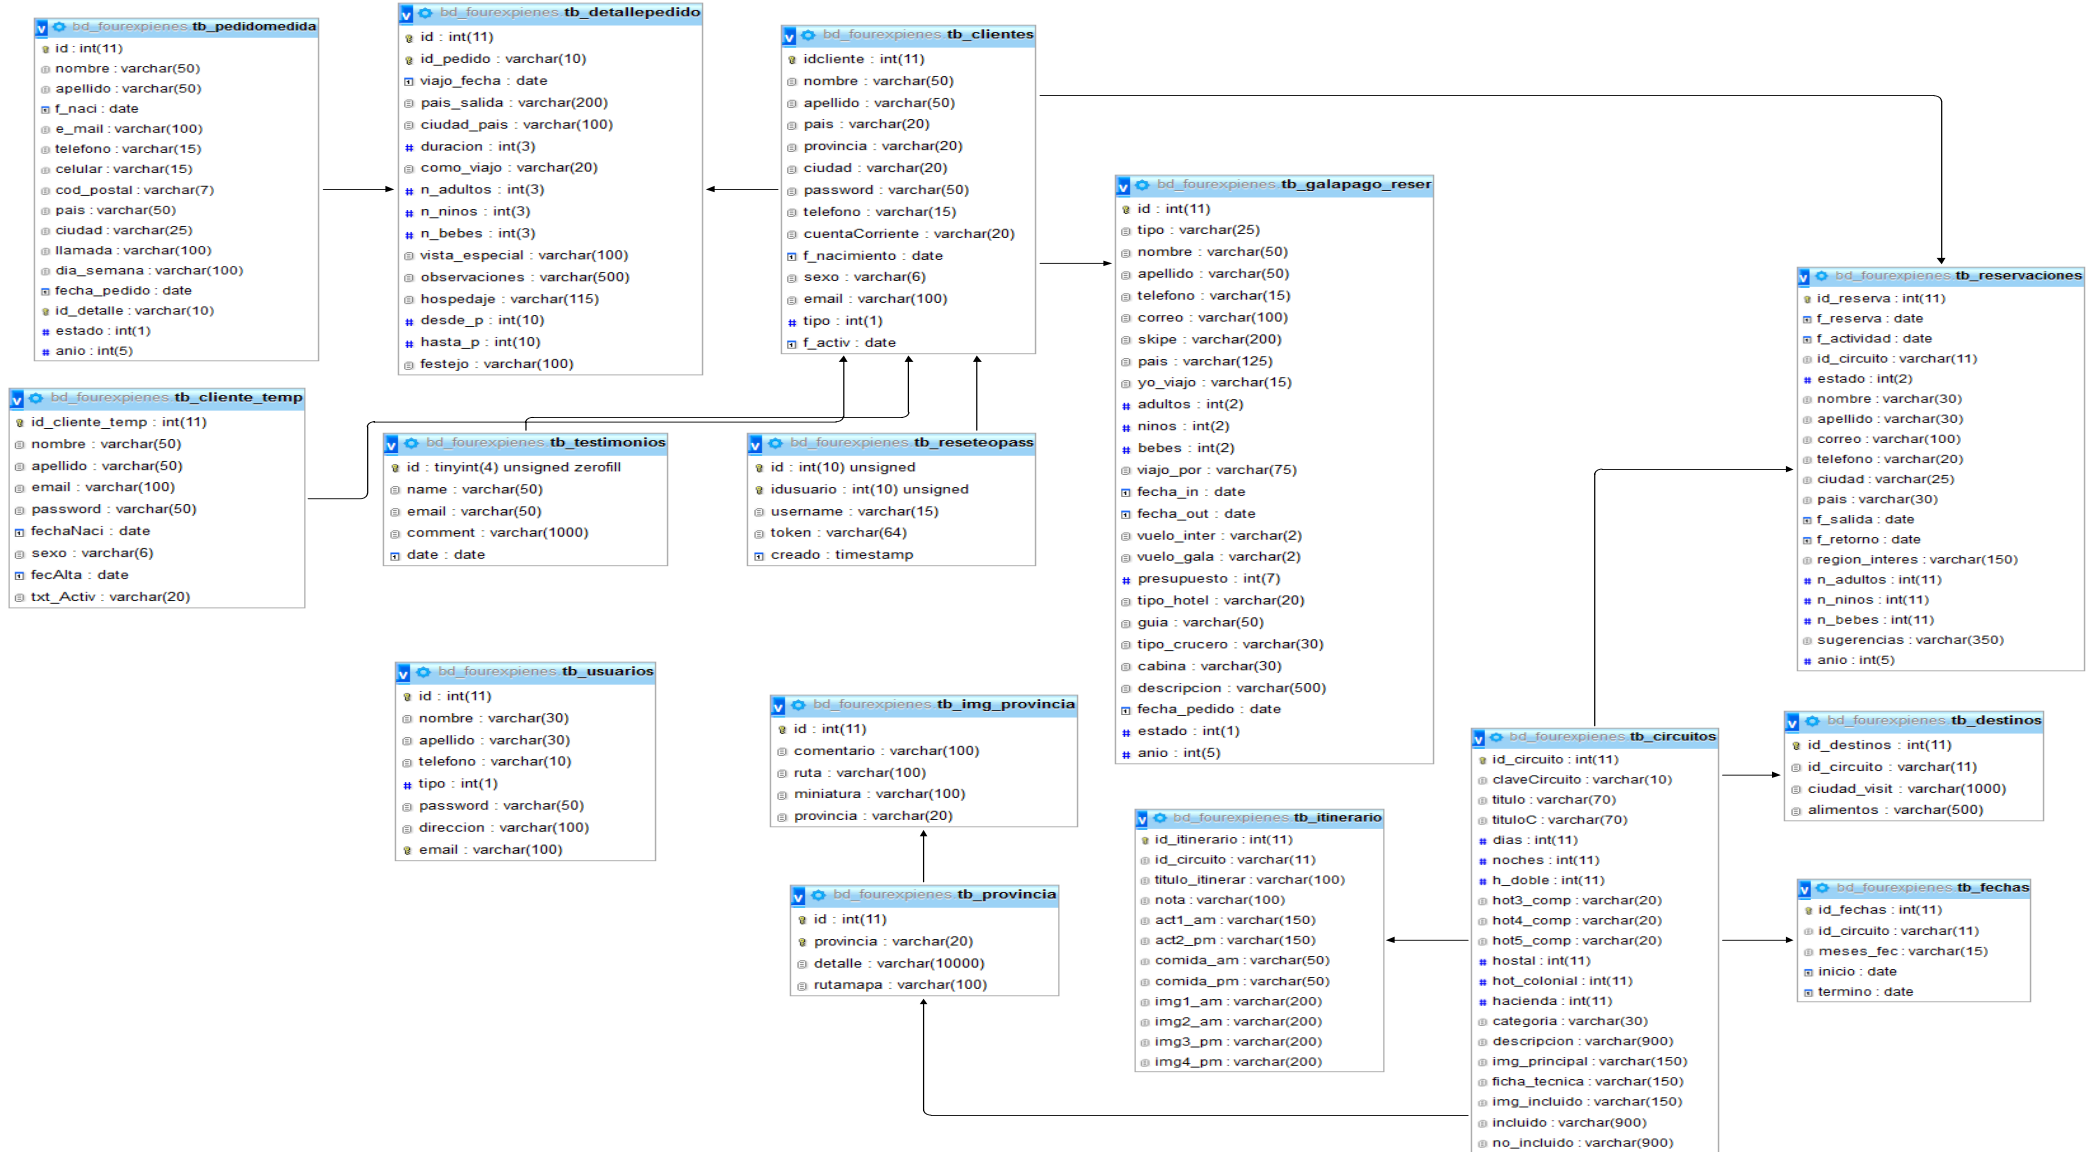 bd_fourexpienes tb_pedidomedida
id : int(11)
nombre : varchar(50)
apellido : varchar(50)
f_naci : date
e_mail : varchar(100)
telefono : varchar(15)
celular : varchar(15)
cod_postal : varchar(7)
pais : varchar(50)
ciudad : varchar(25)
llamada : varchar(100)
dia_semana : varchar(100)
fecha_pedido : date
id_detalle : varchar(10)
estado : int(1)
anio : int(5)
bd_fourexpienes tb_detallepedido
id : int(11)
id_pedido : varchar(10)
viajo_fecha : date
pais_salida : varchar(200)
ciudad_pais : varchar(100)
duracion : int(3)
como_viajo : varchar(20)
n_adultos : int(3)
n_ninos : int(3)
n_bebes : int(3)
vista_especial : varchar(100)
observaciones : varchar(500)
hospedaje : varchar(115)
desde_p : int(10)
hasta_p : int(10)
festejo : varchar(100)
bd_fourexpienes tb_clientes
idcliente : int(11)
nombre : varchar(50)
apellido : varchar(50)
pais : varchar(20)
provincia : varchar(20)
ciudad : varchar(20)
password : varchar(50)
telefono : varchar(15)
cuentaCorriente : varchar(20)
f_nacimiento : date
sexo : varchar(6)
email : varchar(100)
tipo : int(1)
f_activ : date
bd_fourexpienes tb_galapago_reser
id : int(11)
tipo : varchar(25)
nombre : varchar(50)
apellido : varchar(50)
telefono : varchar(15)
correo : varchar(100)
skipe : varchar(200)
pais : varchar(125)
yo_viajo : varchar(15)
adultos : int(2)
ninos : int(2)
bebes : int(2)
viajo_por : varchar(75)
fecha_in : date
fecha_out : date
vuelo_inter : varchar(2)
vuelo_gala : varchar(2)
presupuesto : int(7)
tipo_hotel : varchar(20)
guia : varchar(50)
tipo_crucero : varchar(30)
cabina : varchar(30)
descripcion : varchar(500)
fecha_pedido : date
estado : int(1)
anio : int(5)
bd_fourexpienes tb_reservaciones
id_reserva : int(11)
f_reserva : date
f_actividad : date
id_circuito : varchar(11)
estado : int(2)
nombre : varchar(30)
apellido : varchar(30)
correo : varchar(100)
telefono : varchar(20)
ciudad : varchar(25)
pais : varchar(30)
f_salida : date
f_retorno : date
region_interes : varchar(150)
n_adultos : int(11)
n_ninos : int(11)
n_bebes : int(11)
sugerencias : varchar(350)
anio : int(5)
bd_fourexpienes tb_cliente_temp
id_cliente_temp : int(11)
nombre : varchar(50)
apellido : varchar(50)
email : varchar(100)
password : varchar(50)
fechaNaci : date
sexo : varchar(6)
fecAlta : date
txt_Activ : varchar(20)
bd_fourexpienes tb_testimonios
id : tinyint(4) unsigned zerofill
name : varchar(50)
email : varchar(50)
comment : varchar(1000)
date : date
bd_fourexpienes tb_reseteopass
id : int(10) unsigned
idusuario : int(10) unsigned
username : varchar(15)
token : varchar(64)
creado : timestamp
bd_fourexpienes tb_usuarios
id : int(11)
nombre : varchar(30)
apellido : varchar(30)
telefono : varchar(10)
tipo : int(1)
password : varchar(50)
direccion : varchar(100)
email : varchar(100)
bd_fourexpienes tb_img_provincia
id : int(11)
comentario : varchar(100)
ruta : varchar(100)
miniatura : varchar(100)
provincia : varchar(20)
bd_fourexpienes tb_provincia
id : int(11)
provincia : varchar(20)
detalle : varchar(10000)
rutamapa : varchar(100)
bd_fourexpienes tb_itinerario
id_itinerario : int(11)
id_circuito : varchar(11)
titulo_itinerar : varchar(100)
nota : varchar(100)
act1_am : varchar(150)
act2_pm : varchar(150)
comida_am : varchar(50)
comida_pm : varchar(50)
img1_am : varchar(200)
img2_am : varchar(200)
img3_pm : varchar(200)
img4_pm : varchar(200)
bd_fourexpienes tb_circuitos
id_circuito : int(11)
claveCircuito : varchar(10)
titulo : varchar(70)
tituloC : varchar(70)
dias : int(11)
noches : int(11)
h_doble : int(11)
hot3_comp : varchar(20)
hot4_comp : varchar(20)
hot5_comp : varchar(20)
hostal : int(11)
hot_colonial : int(11)
hacienda : int(11)
categoria : varchar(30)
descripcion : varchar(900)
img_principal : varchar(150)
ficha_tecnica : varchar(150)
img_incluido : varchar(150)
incluido : varchar(900)
no_incluido : varchar(900)
bd_fourexpienes tb_destinos
id_destinos : int(11)
id_circuito : varchar(11)
ciudad_visit : varchar(1000)
alimentos : varchar(500)
bd_fourexpienes tb_fechas
id_fechas : int(11)
id_circuito : varchar(11)
meses_fec : varchar(15)
inicio : date
termino : date